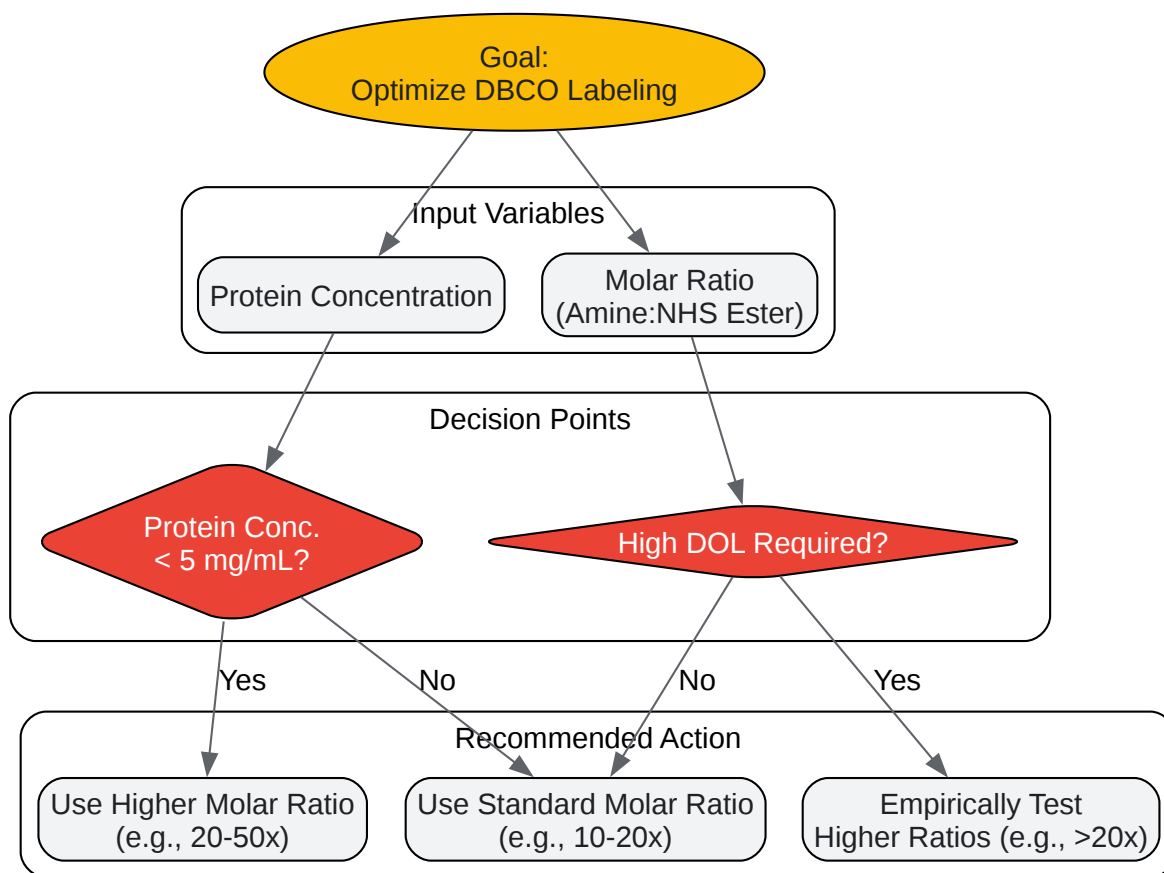 Goal:
Optimize DBCO Labeling
Input Variables
Protein Concentration
Molar Ratio
(Amine:NHS Ester)
Decision Points
Protein Conc.
< 5 mg/mL?
High DOL Required?
Yes
No
No
Yes
Recommended Action
Use Higher Molar Ratio
(e.g., 20-50x)
Use Standard Molar Ratio
(e.g., 10-20x)
Empirically Test
Higher Ratios (e.g., >20x)